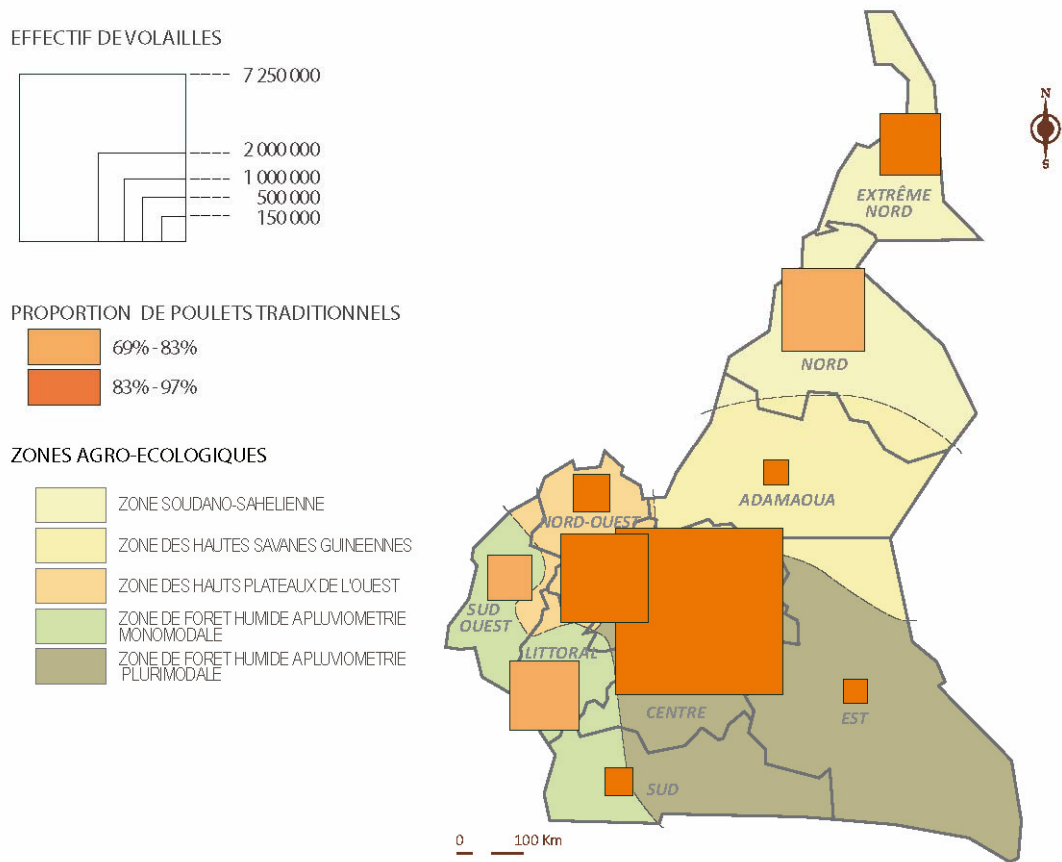 EFFECTIF DE VOLAILLES
7 250 000
2 000 000
1 000 000
500 000
150 000
PROPORTION DE POULETS TRADITIONNELS
69% - 83%
83% - 97%
ZONES AGRO-ECOLOGIQUES
ZONE SOUDANO-SAHELIENNE
ZONE DES HAUTES SAVANES GUINEENNES
ZONE DES HAUTS PLATEAUX DE L'OUEST
ZONE DE FORET HUMIDE A PLUVIOMETRIE
MONOMODALE
ZONE DE FORET HUMIDE A PLUVIOMETRIE
PLURIMODALE
N
S
EXTRÊME
NORD
NORD
ADAMAOUA
NORD-OUEST
SUD
OUEST
LITTORAL
CENTRE
EST
SUD
0 100 Km